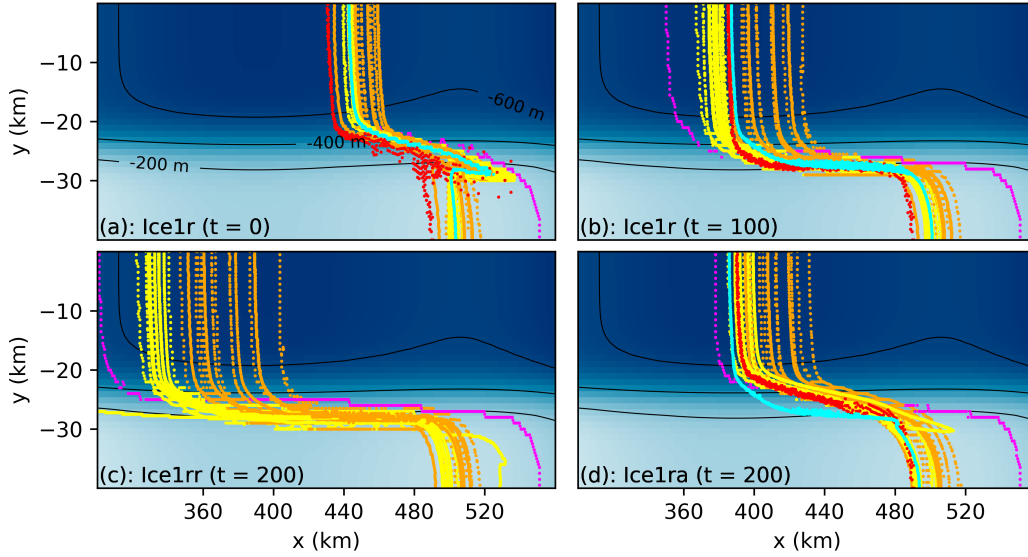 −10
−20
−30
y (km)
-600 m
-400 m
-200 m
(a): Ice1r (t = 0)
(b): Ice1r (t = 100)
−10
−20
−30
y (km)
(c): Ice1rr (t = 200)
(d): Ice1ra (t = 200)
360 400 440 480 520
360 400 440 480 520
x (km)
x (km)